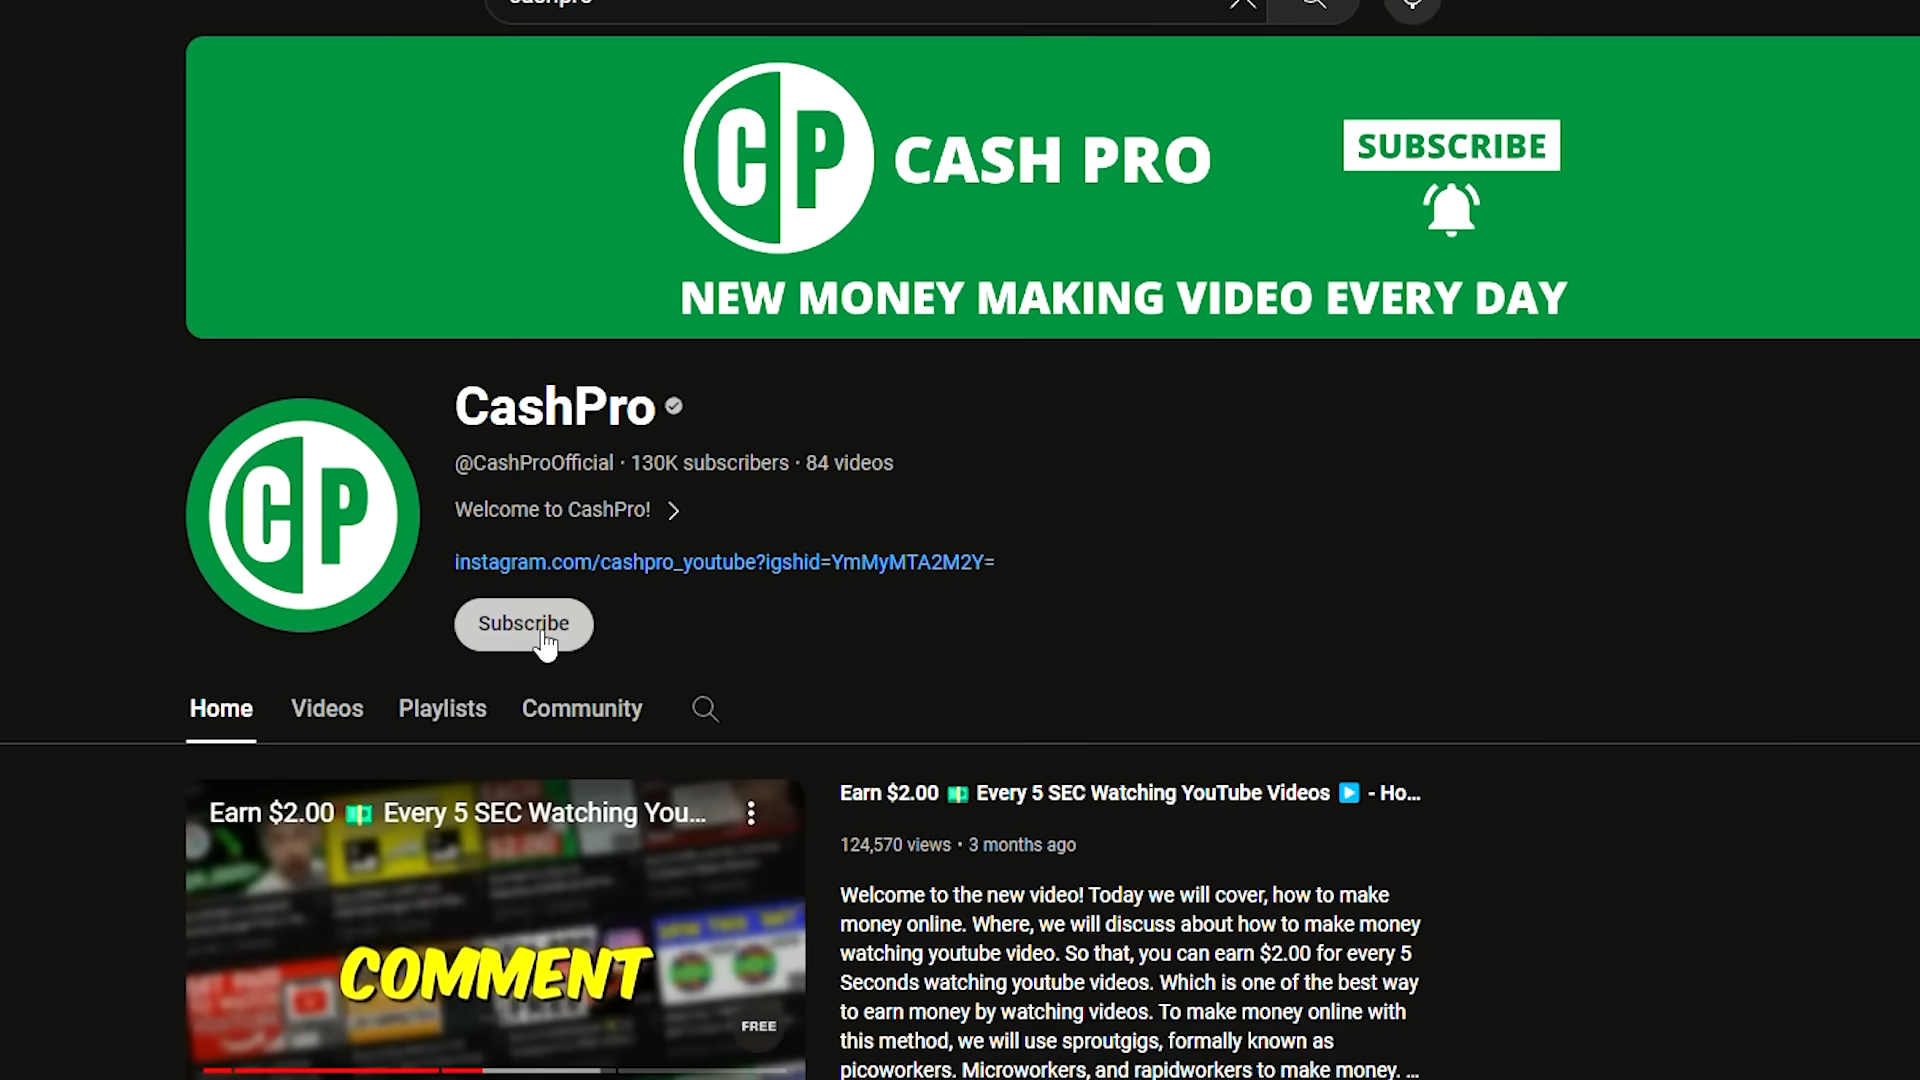 CP CASH PRO
SUBSCRIBE
NEW MONEY MAKING VIDEO EVERY DAY
CP
CashPro
@CashProOfficial · 130K subscribers · 84 videos
Welcome to CashPro!
instagram.com/cashpro_youtube?igshid=YmMyMTA2M2Y=
Subscribe
Home Videos Playlists Community
Earn $2.00 💵 Every 5 SEC Watching You...
COMMENT
FREE
Earn $2.00 💵 Every 5 SEC Watching YouTube Videos ▶️ - Ho...
124,570 views · 3 months ago
Welcome to the new video! Today we will cover, how to make
money online. Where, we will discuss about how to make money
watching youtube video. So that, you can earn $2.00 for every 5
Seconds watching youtube videos. Which is one of the best way
to earn money by watching videos. To make money online with
this method, we will use sproutgigs, formally known as
picoworkers. Microworkers, and rapidworkers to make money. ...